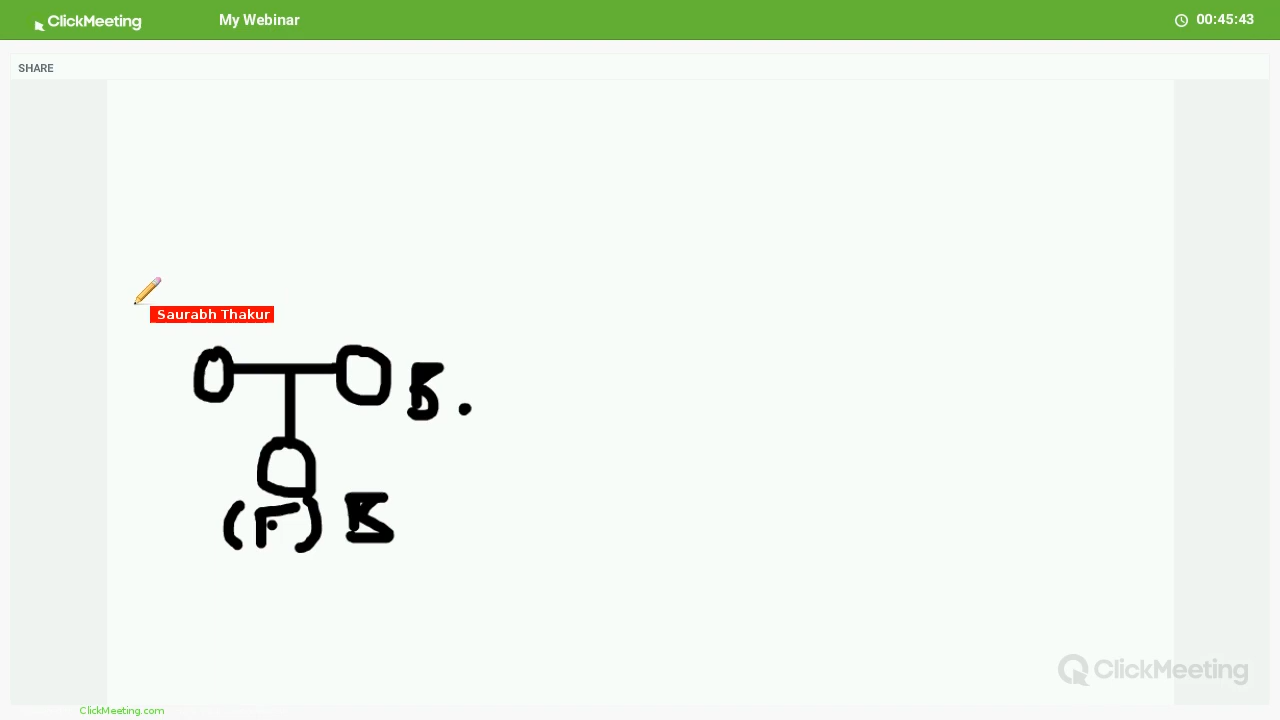 ClickMeeting My Webinar 00:45:43
SHARE
Saurabh Thakur
B.
(F) B
ClickMeeting
ClickMeeting.com